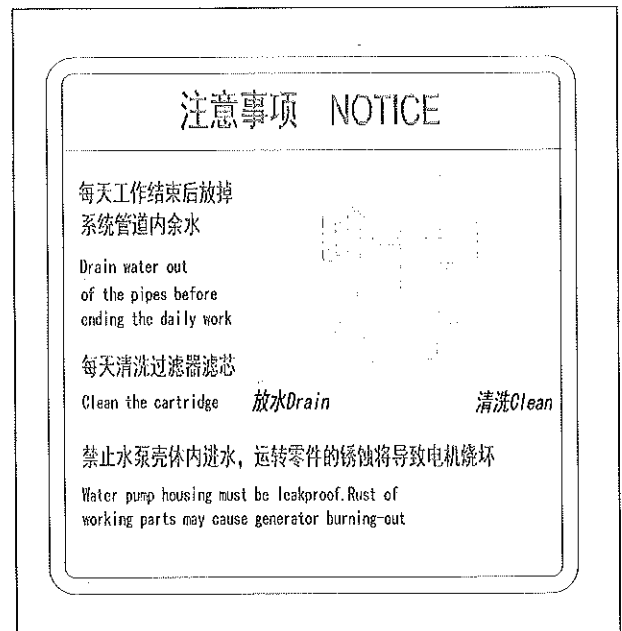 注意事项 NOTICE
每天工作结束后放掉
系统管道内余水
Drain water out
of the pipes before
ending the daily work
每天清洗过滤器滤芯
Clean the cartridge 放水Drain 清洗Clean
禁止水泵壳体内进水，运转零件的锈蚀将导致电机烧坏
Water pump housing must be leakproof.Rust of
working parts may cause generator burning-out